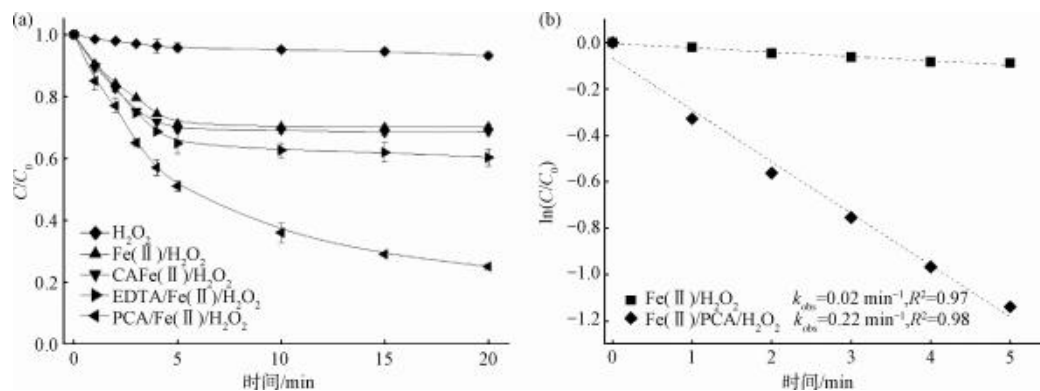 (a)
1.0
0.8
0.6
0.4
0.2
0.0
C/C₀
H₂O₂
Fe(Ⅱ)/H₂O₂
CAFe(Ⅱ)/H₂O₂
EDTA/Fe(Ⅱ)/H₂O₂
PCA/Fe(Ⅱ)/H₂O₂
0 5 10 15 20
时间/min
(b)
0.0
−0.2
−0.4
−0.6
−0.8
−1.0
−1.2
ln(C/C₀)
Fe(Ⅱ)/H₂O₂ k_obs=0.02 min⁻¹,R²=0.97
Fe(Ⅱ)/PCA/H₂O₂ k_obs=0.22 min⁻¹,R²=0.98
0 1 2 3 4 5
时间/min